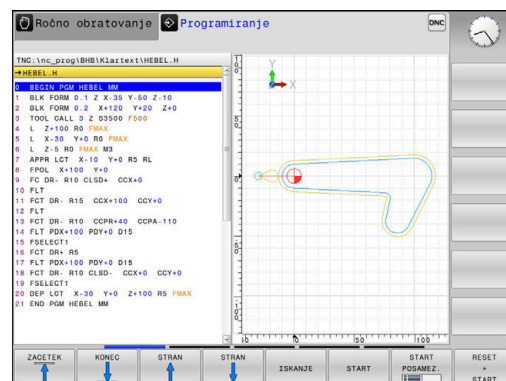 Ročno obratovanje
Programiranje
DNC
TNC:\nc_prog\BHB\Klartext\HEBEL.H
→HEBEL.H
0 BEGIN PGM HEBEL MM
1 BLK FORM 0.1 Z X-35 Y-50 Z-10
2 BLK FORM 0.2 X+120 Y+20 Z+0
3 TOOL CALL 3 Z S3500 F500
4 L Z+100 R0 FMAX
5 L X-30 Y+0 R0 FMAX
6 L Z-5 R0 FMAX M3
7 APPR LCT X-10 Y+0 R5 RL
8 FPOL X+100 Y+0
9 FC DR- R10 CLSD+ CCX+0
10 FLT
11 FCT DR- R15 CCX+100 CCY+0
12 FLT
13 FCT DR- R10 CCPR+40 CCPA-110
14 FLT PDX+100 PDY+0 D15
15 FSELECT1
16 FCT DR+ R5
17 FLT PDX+100 PDY+0 D15
18 FCT DR- R10 CLSD- CCX+0 CCY+0
19 FSELECT1
20 DEP LCT X-30 Y+0 Z+100 R5 FMAX
21 END PGM HEBEL MM
Y
X
50
100
ZACETEK
KONEC
STRAN
STRAN
ISKANJE
START
START
POSAMEZ.
RESET
+
START